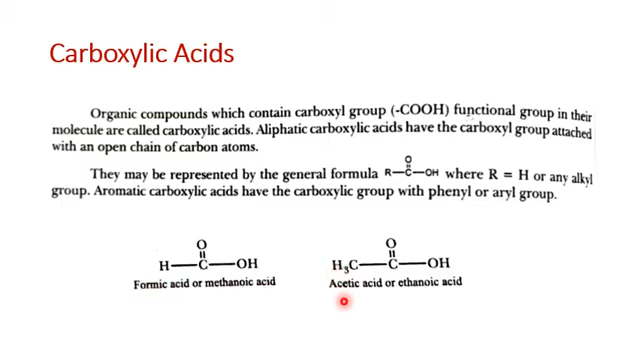 Carboxylic Acids
Organic compounds which contain carboxyl group (-COOH) functional group in their
molecule are called carboxylic acids. Aliphatic carboxylic acids have the carboxyl group attached
with an open chain of carbon atoms.
They may be represented by the general formula R—C—OH where R = H or any alkyl
O
group. Aromatic carboxylic acids have the carboxylic group with phenyl or aryl group.
O
H—C—OH
Formic acid or methanoic acid
O
H₃C—C—OH
Acetic acid or ethanoic acid